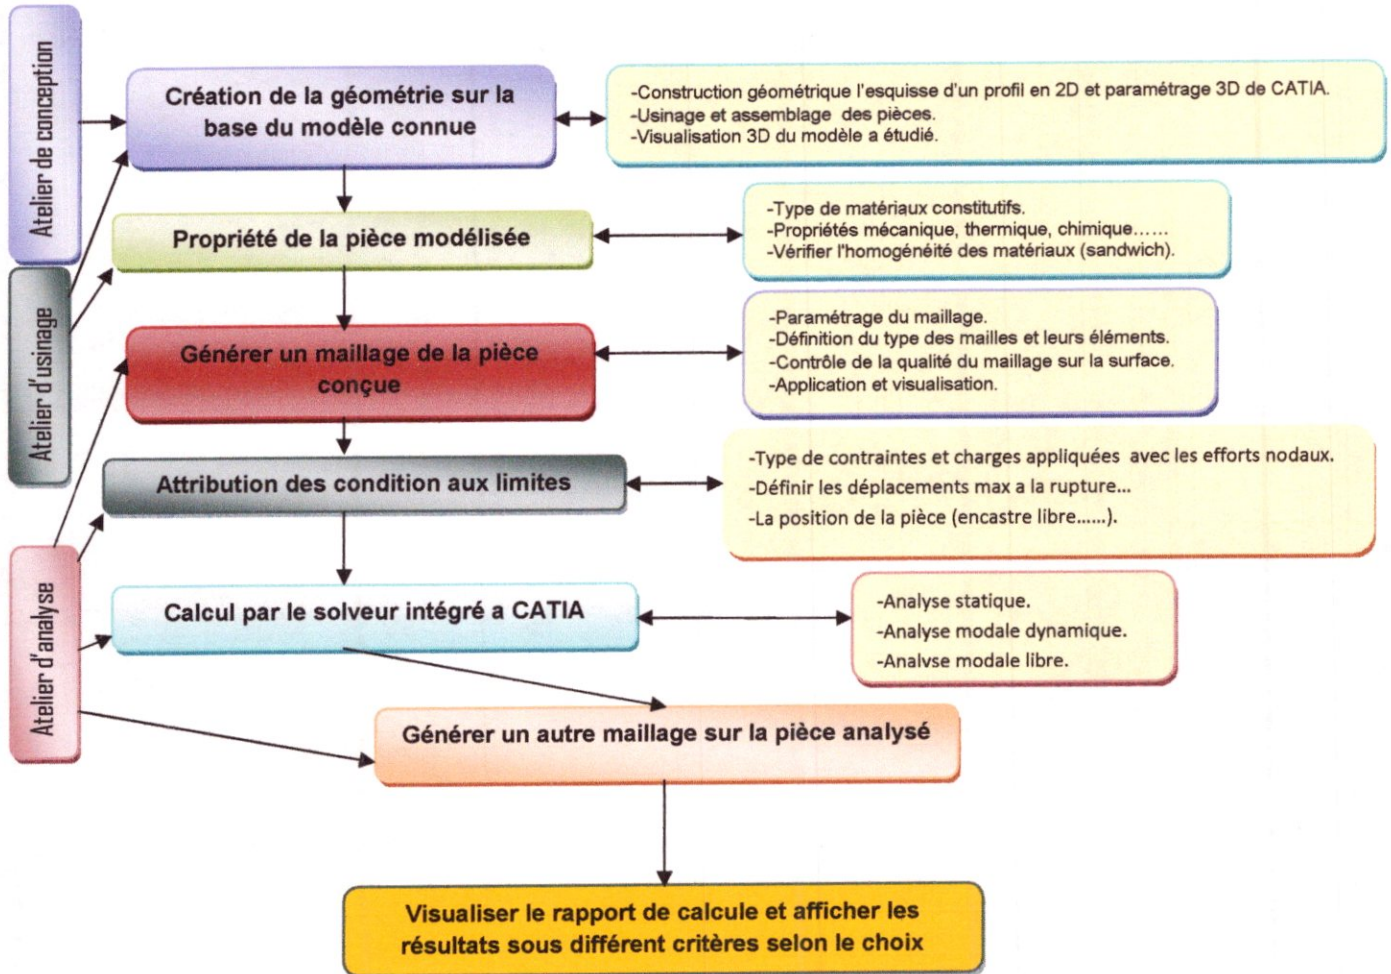 Atelier de conception
Création de la géométrie sur la
base du modèle connue
-Construction géométrique l'esquisse d'un profil en 2D et paramétrage 3D de CATIA.
-Usinage et assemblage des pièces.
-Visualisation 3D du modèle a étudié.
Propriété de la pièce modélisée
-Type de matériaux constitutifs.
-Propriétés mécanique, thermique, chimique……
-Vérifier l'homogénéité des matériaux (sandwich).
Atelier d'usinage
Générer un maillage de la pièce
conçue
-Paramétrage du maillage.
-Définition du type des mailles et leurs éléments.
-Contrôle de la qualité du maillage sur la surface.
-Application et visualisation.
Attribution des condition aux limites
-Type de contraintes et charges appliquées avec les efforts nodaux.
-Définir les déplacements max a la rupture...
-La position de la pièce (encastre libre……).
Atelier d'analyse
Calcul par le solveur intégré a CATIA
-Analyse statique.
-Analyse modale dynamique.
-Analyse modale libre.
Générer un autre maillage sur la pièce analysé
Visualiser le rapport de calcule et afficher les
résultats sous différent critères selon le choix